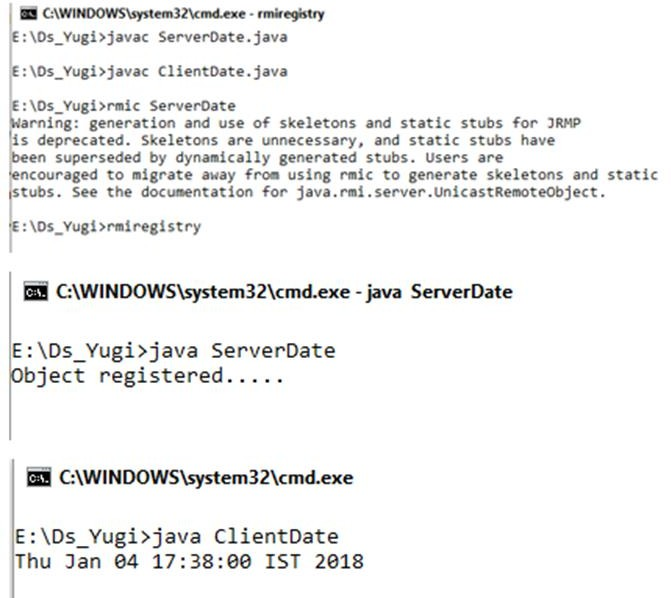 C:\WINDOWS\system32\cmd.exe - rmiregistry
E:\Ds_Yugi>javac ServerDate.java
E:\Ds_Yugi>javac ClientDate.java
E:\Ds_Yugi>rmic ServerDate
Warning: generation and use of skeletons and static stubs for JRMP
is deprecated. Skeletons are unnecessary, and static stubs have
been superseded by dynamically generated stubs. Users are
encouraged to migrate away from using rmic to generate skeletons and static
stubs. See the documentation for java.rmi.server.UnicastRemoteObject.
E:\Ds_Yugi>rmiregistry
C:\WINDOWS\system32\cmd.exe - java  ServerDate
E:\Ds_Yugi>java ServerDate
Object registered.....
C:\WINDOWS\system32\cmd.exe
E:\Ds_Yugi>java ClientDate
Thu Jan 04 17:38:00 IST 2018